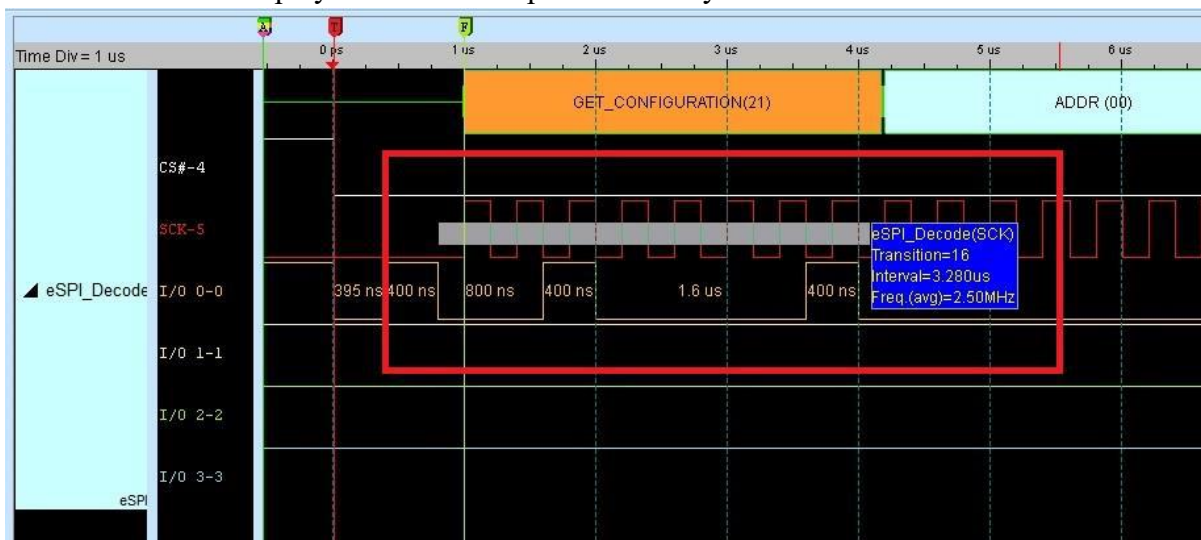 A T F
Time Div = 1 us 0 ps 1 us 2 us 3 us 4 us 5 us 6 us
GET_CONFIGURATION(21) ADDR (00)
CS#-4
SCK-5
eSPI_Decode(SCK)
Transition=16
Interval=3.280us
Freq.(avg)=2.50MHz
eSPI_Decode I/O 0-0 395 ns 400 ns 800 ns 400 ns 1.6 us 400 ns
I/O 1-1
I/O 2-2
I/O 3-3
eSPI